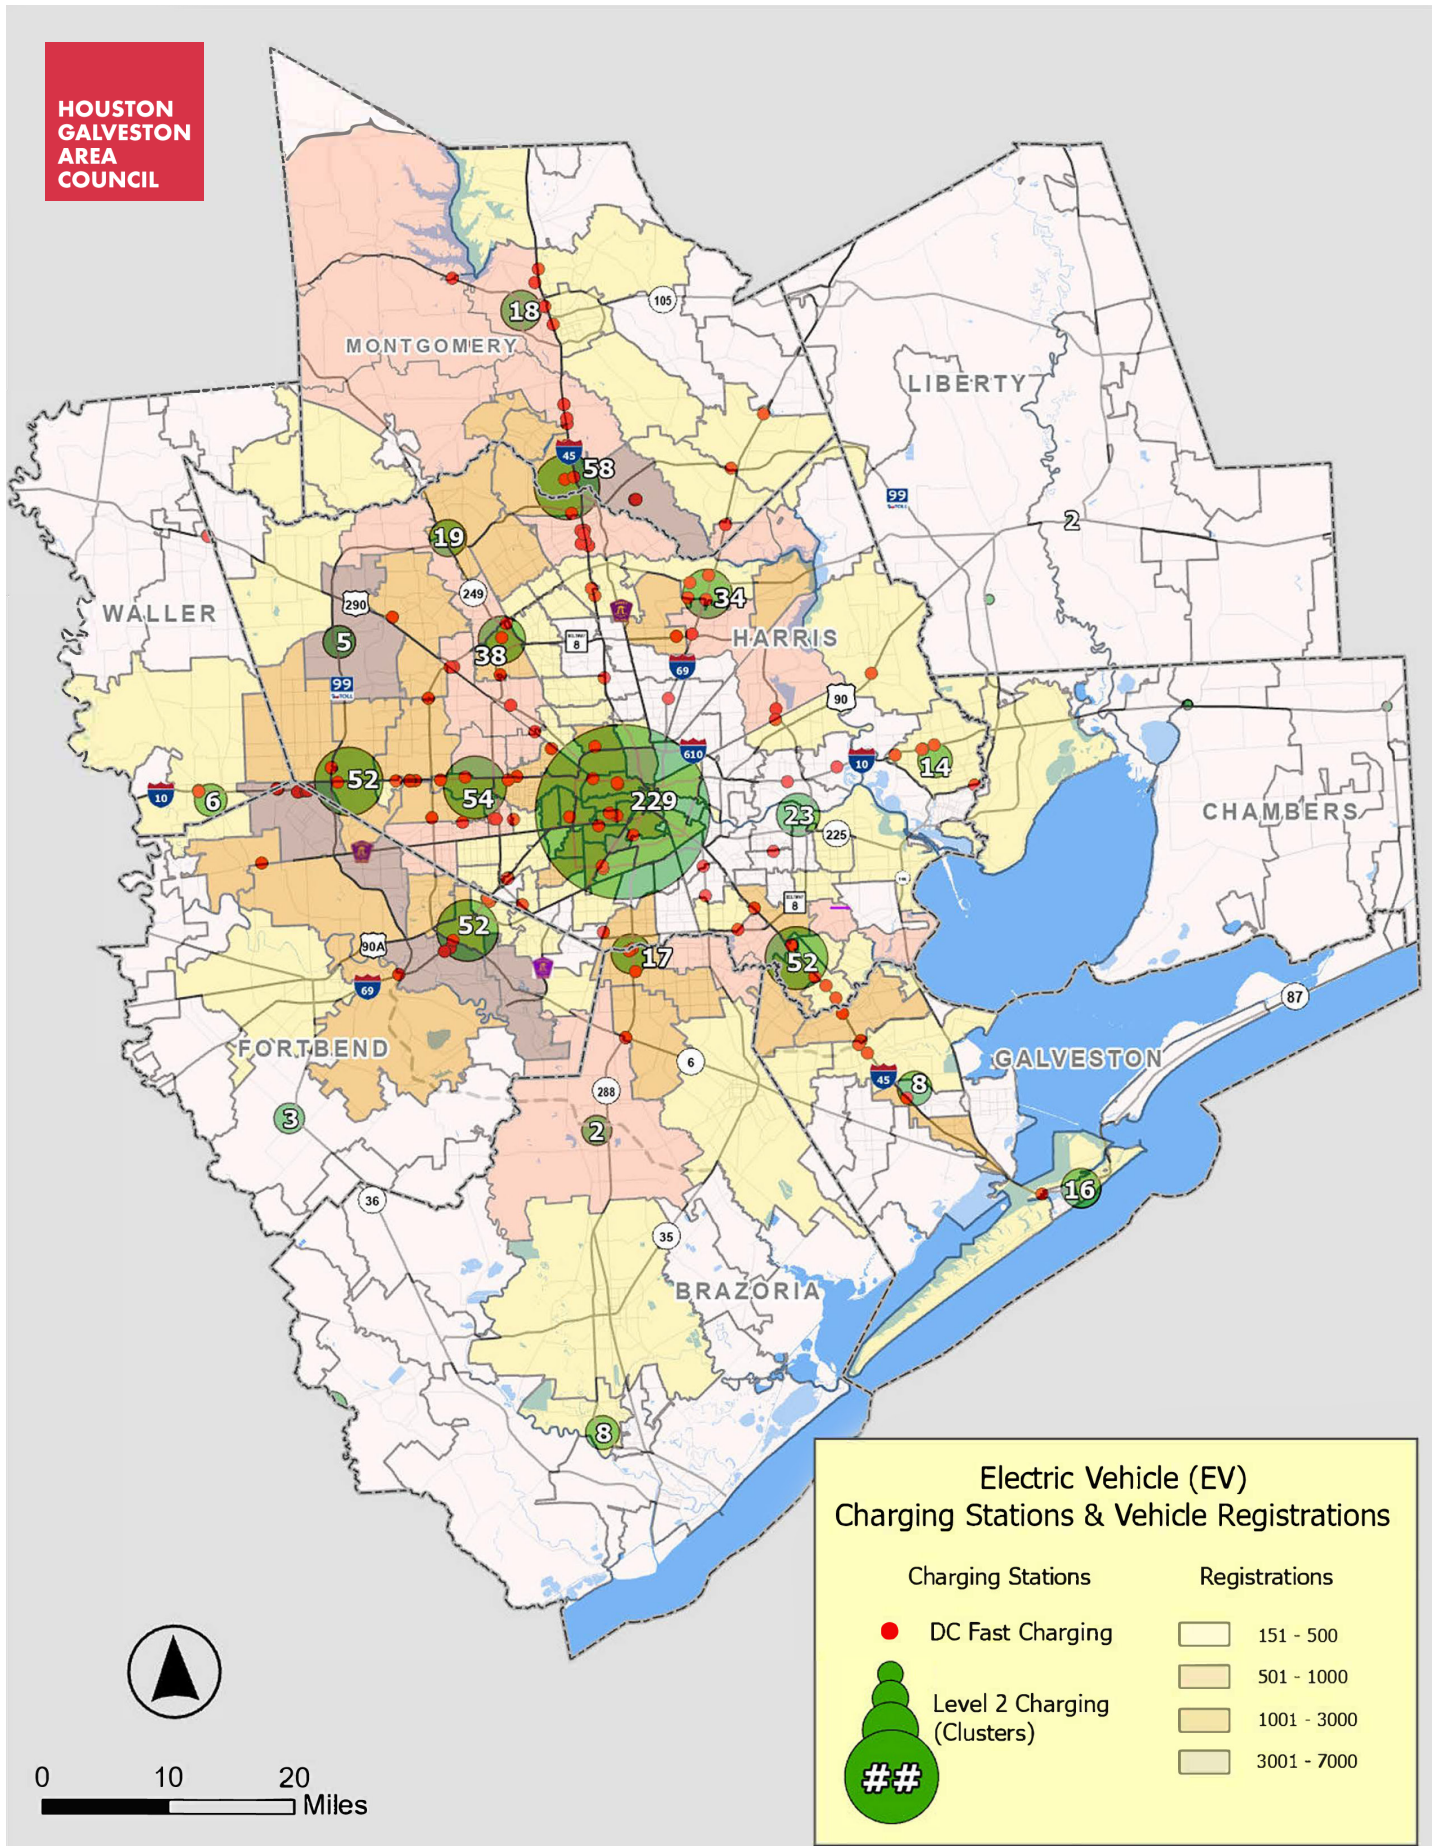 HOUSTON
GALVESTON
AREA
COUNCIL
105
18
MONTGOMERY
LIBERTY
45
58
99
2
19
249
290
WALLER
34
5
8
HARRIS
38
69
99
90
610
10
14
52
54
229
10
6
23
CHAMBERS
225
8
52
90A
17
52
69
87
FORTBEND
6
GALVESTON
45
8
288
3
2
16
36
35
BRAZORIA
8
Electric Vehicle (EV)
Charging Stations & Vehicle Registrations
Charging Stations
Registrations
DC Fast Charging
Level 2 Charging
(Clusters)
##
151 - 500
501 - 1000
1001 - 3000
3001 - 7000
0 10 20
Miles